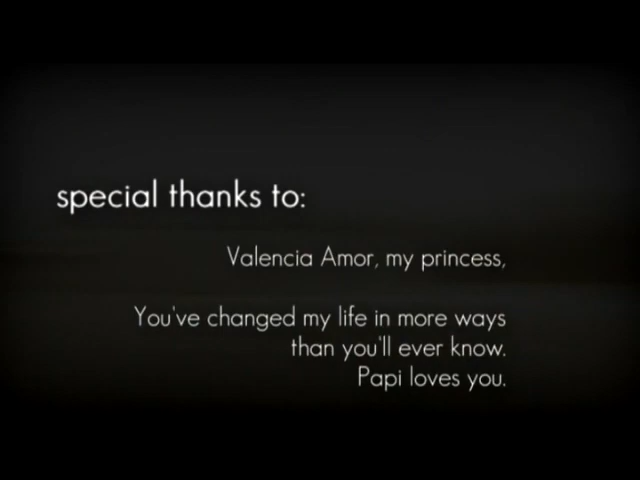 special thanks to:
Valencia Amor, my princess,
You've changed my life in more ways
than you'll ever know.
Papi loves you.